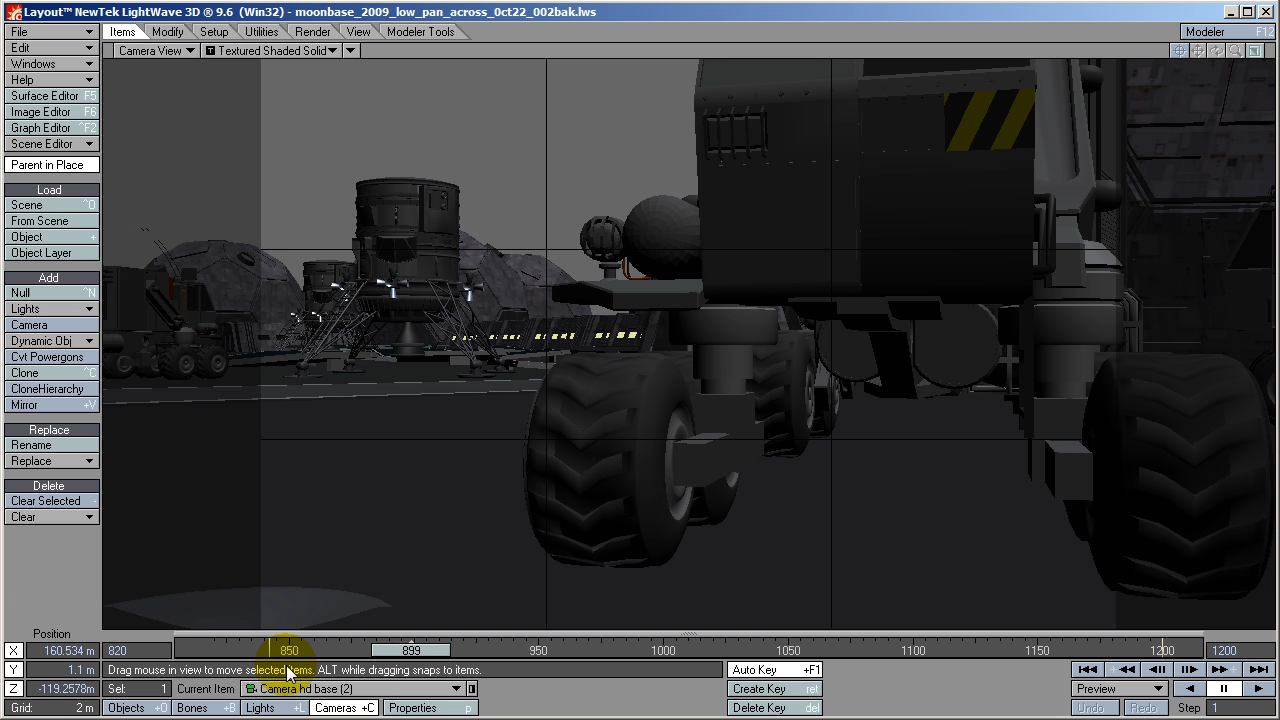 Layout™ NewTek LightWave 3D ® 9.6 (Win32) - moonbase_2009_low_pan_across_0ct22_002bak.lws
File Items Modify Setup Utilities Render View Modeler Tools Modeler F12
Edit Camera View T Textured Shaded Solid
Windows
Help
Surface Editor F5
Image Editor F6
Graph Editor ^F2
Scene Editor
Parent in Place
Load
Scene ^O
From Scene
Object +
Object Layer
Add
Null ^N
Lights
Camera
Dynamic Obj
Cvt Powergons
Clone ^C
CloneHierarchy
Mirror +V
Replace
Rename
Replace
Delete
Clear Selected -
Clear
Position
X 160.534 m 820 850 899 950 1000 1050 1100 1150 1200 1200
Y 1.1 m Drag mouse in view to move selected items. ALT while dragging snaps to items. Auto Key +F1
Z -119.2578m Sel: 1 Current Item Camera hd base (2) Create Key ret Preview
Grid: 2 m Objects +O Bones +B Lights +L Cameras +C Properties p Delete Key del Undo Redo Step 1